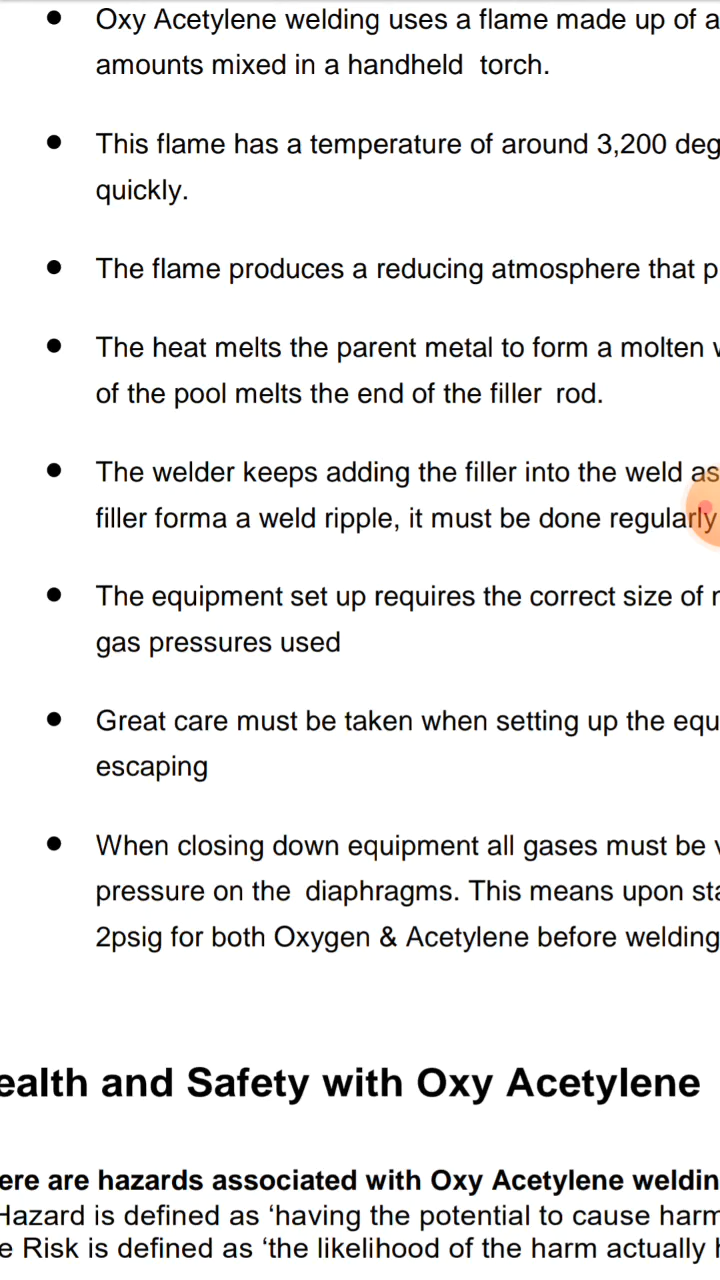 Oxy Acetylene welding uses a flame made up of a
amounts mixed in a handheld torch.
This flame has a temperature of around 3,200 deg
quickly.
The flame produces a reducing atmosphere that p
The heat melts the parent metal to form a molten
of the pool melts the end of the filler rod.
The welder keeps adding the filler into the weld as
filler forma a weld ripple, it must be done regularly
The equipment set up requires the correct size of
gas pressures used
Great care must be taken when setting up the equ
escaping
When closing down equipment all gases must be
pressure on the diaphragms. This means upon sta
2psig for both Oxygen & Acetylene before welding
ealth and Safety with Oxy Acetylene
ere are hazards associated with Oxy Acetylene weldin
Hazard is defined as ‘having the potential to cause harm
e Risk is defined as ‘the likelihood of the harm actually